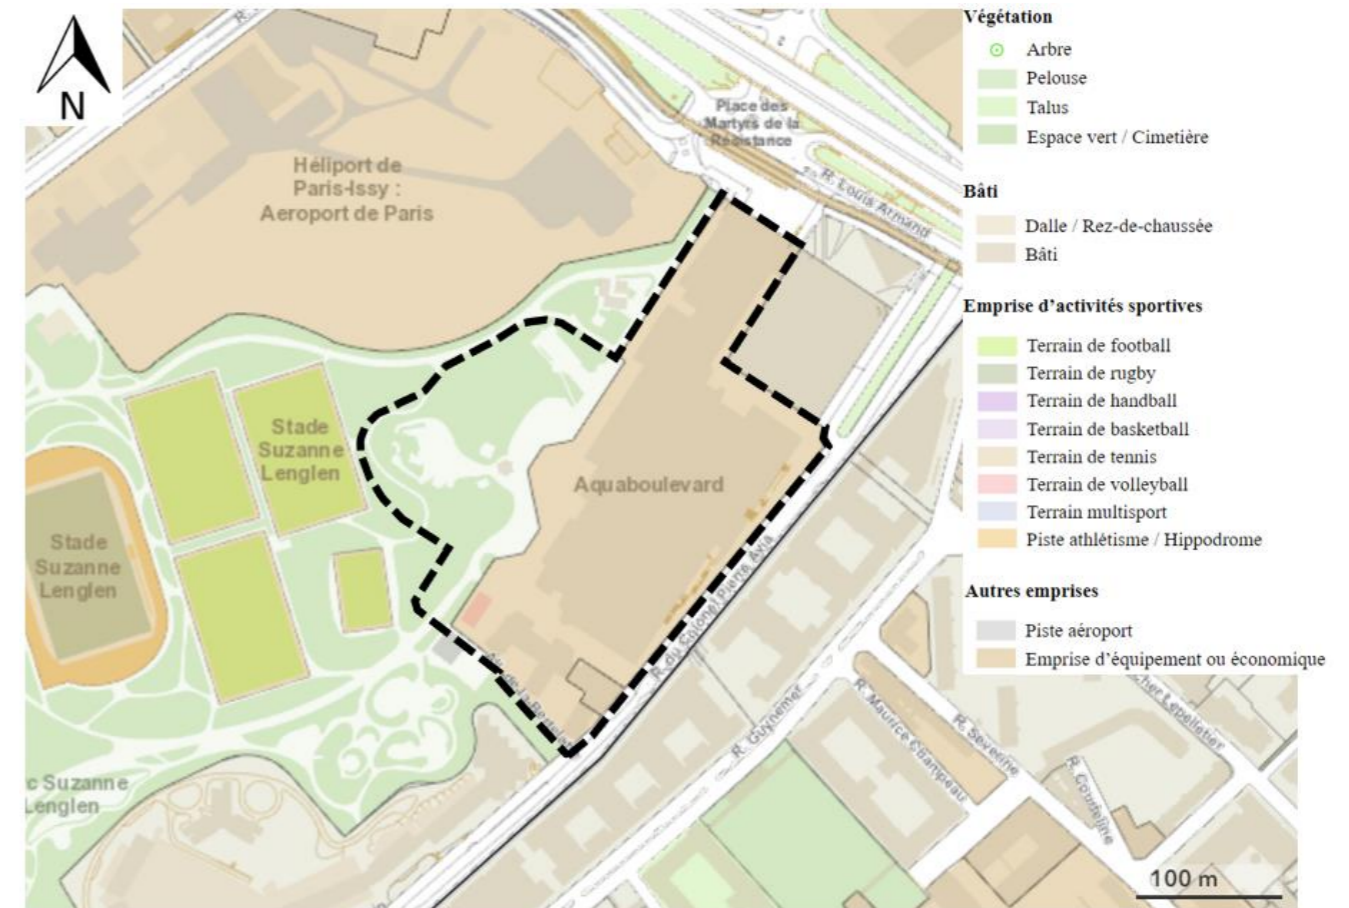 N
Héliport de
Paris-Issy :
Aeroport de Paris
Place des
Martyrs de la
Résistance
R. Louis Armand
Stade
Suzanne
Lenglen
Aquaboulevard
Stade
Suzanne
Lenglen
R. du Colonel Pierre Avia
R. Guynemer
R. Maurice Champeau
R. Séverine
R. Coudeline
c Suzanne
Lenglen
100 m
Végétation
Arbre
Pelouse
Talus
Espace vert / Cimetière
Bâti
Dalle / Rez-de-chaussée
Bâti
Emprise d’activités sportives
Terrain de football
Terrain de rugby
Terrain de handball
Terrain de basketball
Terrain de tennis
Terrain de volleyball
Terrain multisport
Piste athlétisme / Hippodrome
Autres emprises
Piste aéroport
Emprise d’équipement ou économique
cher Lepelletier